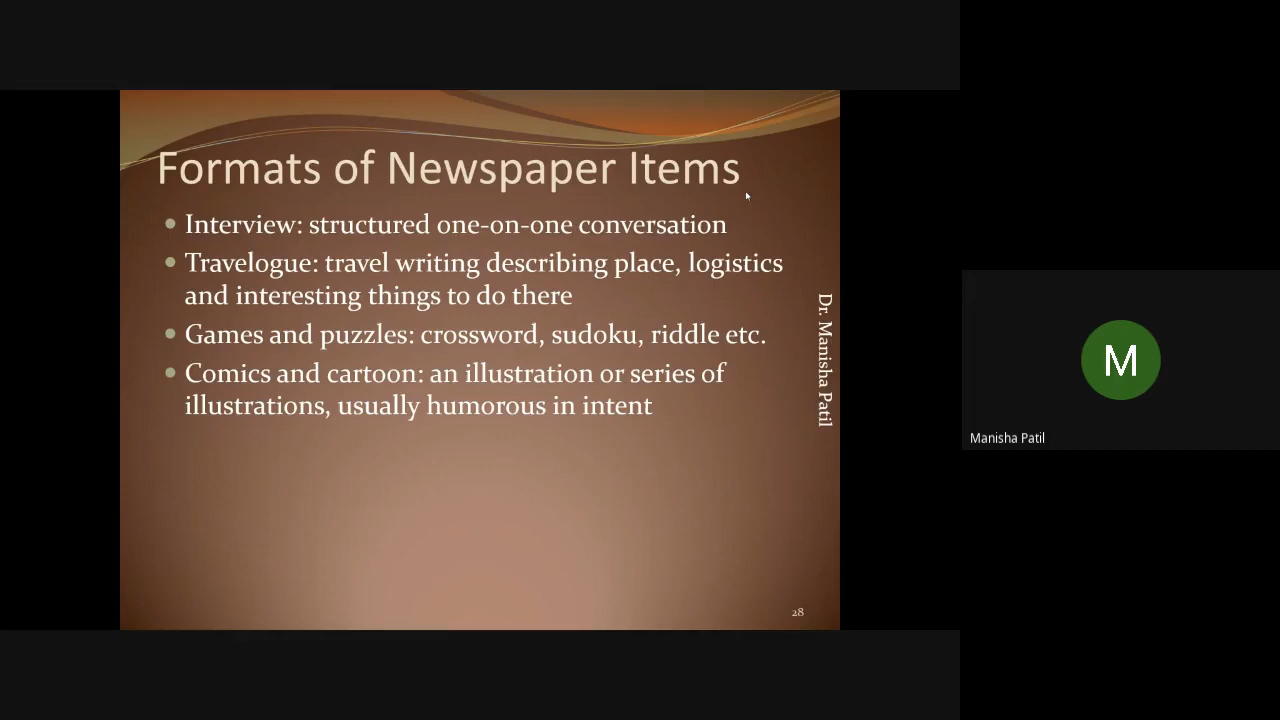 Formats of Newspaper Items
Interview: structured one-on-one conversation
Travelogue: travel writing describing place, logistics
and interesting things to do there
Games and puzzles: crossword, sudoku, riddle etc.
Comics and cartoon: an illustration or series of
illustrations, usually humorous in intent
Dr. Manisha Patil
28
M
Manisha Patil